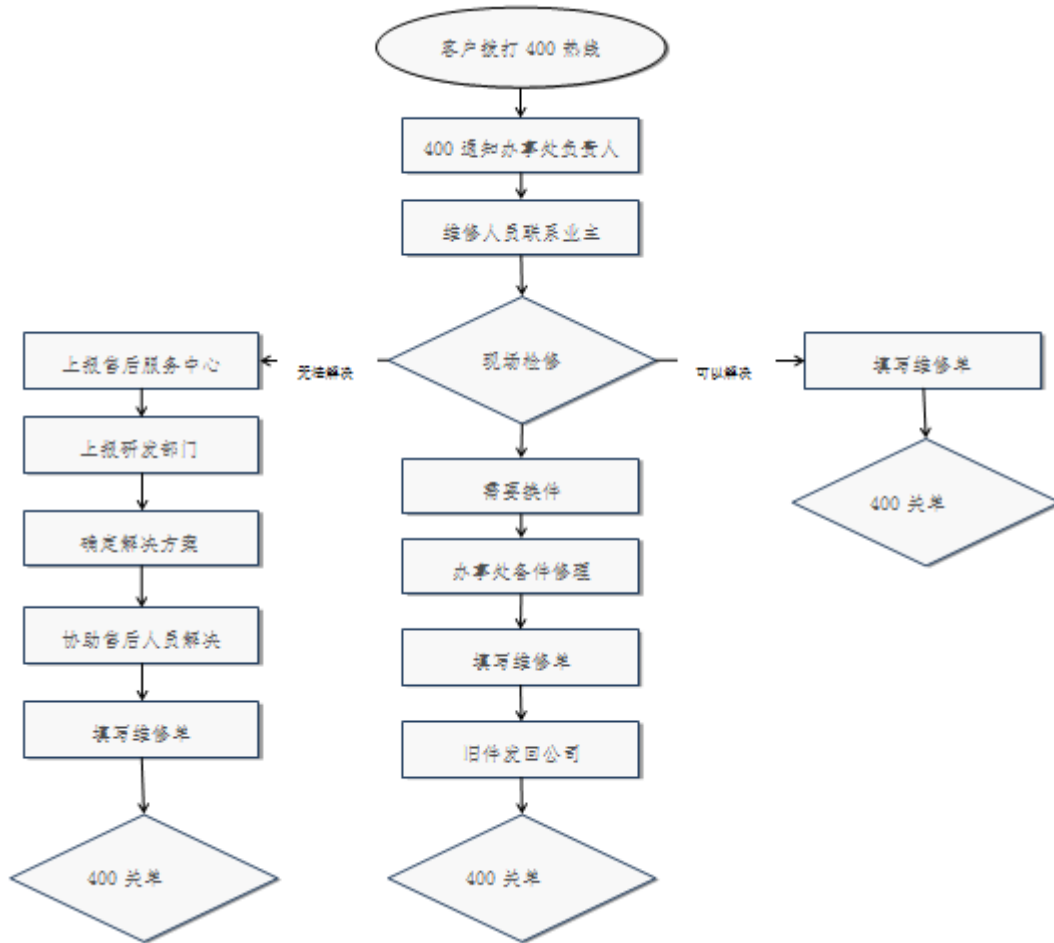 客户拨打 400 热线
400 通知办事处负责人
维修人员联系业主
现场检修
无法解决
可以解决
上报售后服务中心
上报研发部门
确定解决方案
协助售后人员解决
填写维修单
400 关单
需要换件
办事处备件修理
填写维修单
旧件发回公司
400 关单
填写维修单
400 关单